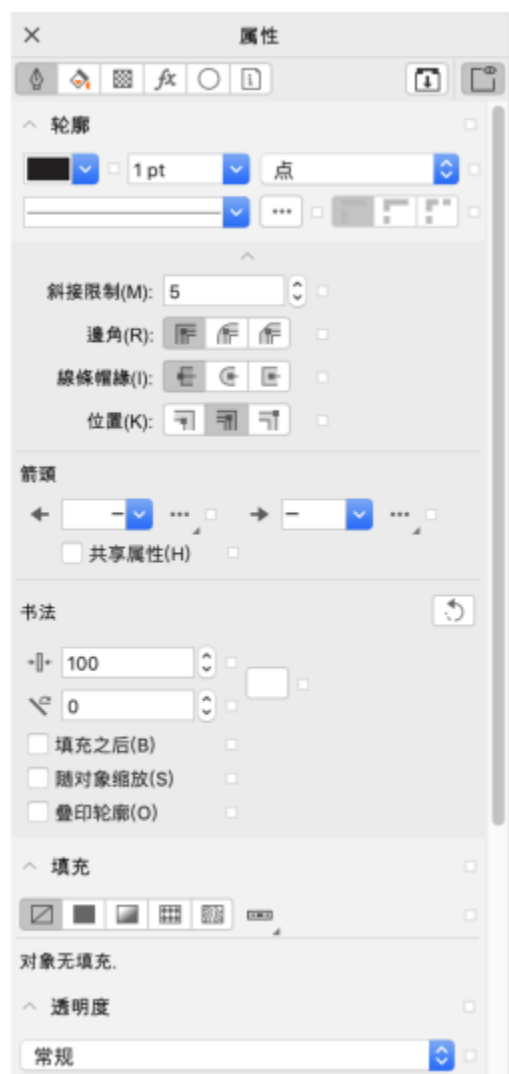 属性
fx
轮廓
1 pt
点
斜接限制(M): 5
邊角(R):
線條帽緣(I):
位置(K):
箭頭
共享属性(H)
书法
100
0
填充之后(B)
随对象缩放(S)
叠印轮廓(O)
填充
对象无填充.
透明度
常规